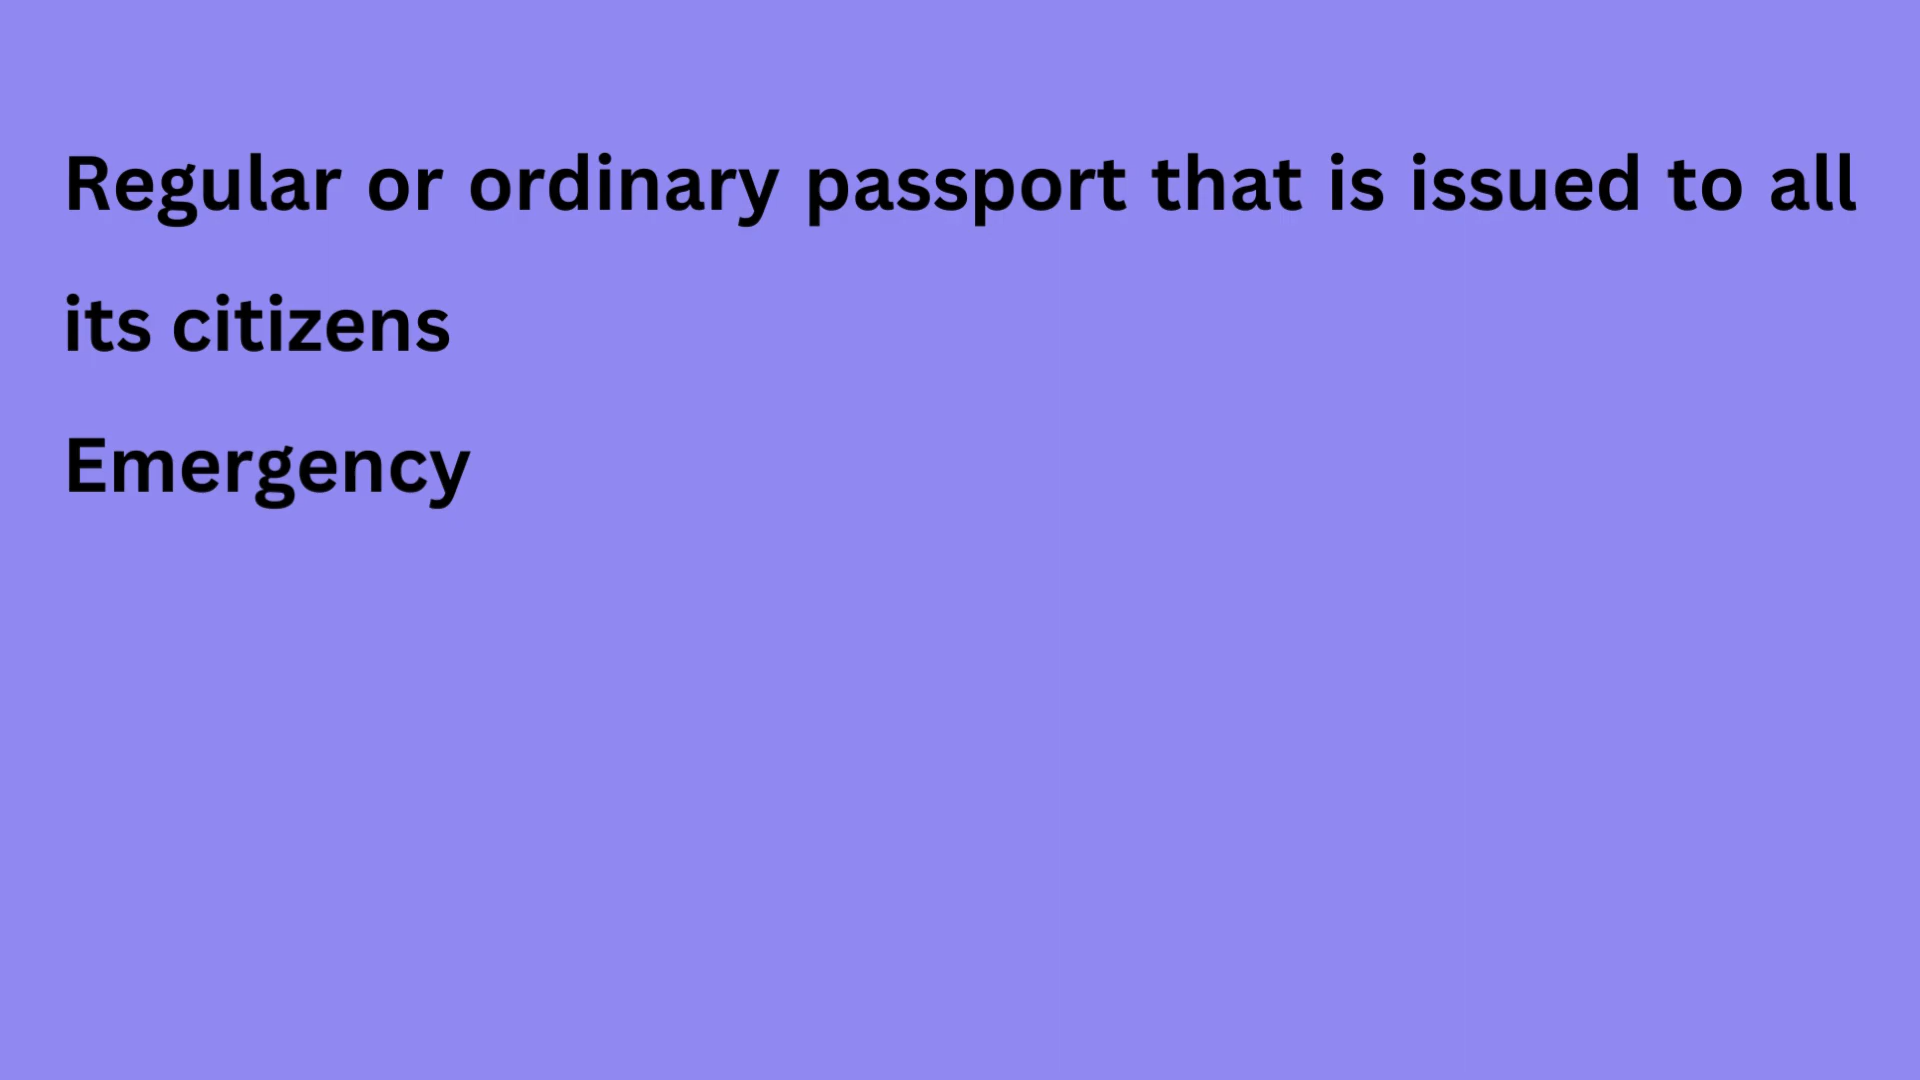 Regular or ordinary passport that is issued to all
its citizens
Emergency